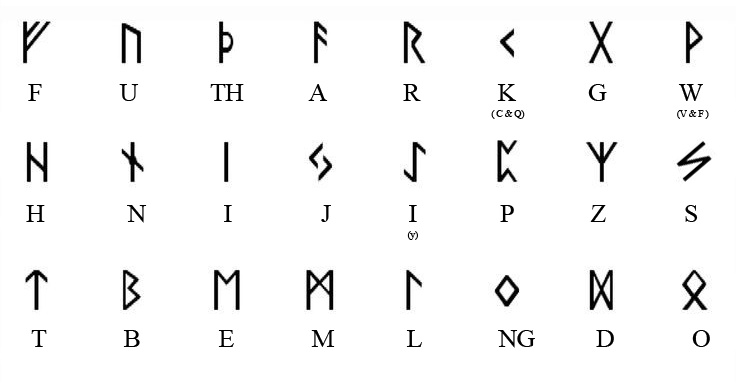 ᚠ ᚢ ᚦ ᚨ ᚱ ᚲ ᚷ ᚹ
F U TH A R K G W
(C & Q) (V & F)
ᚺ ᚾ ᛁ ᛃ ᛇ ᛈ ᛉ ᛊ
H N I J I P Z S
(Y)
ᛏ ᛒ ᛖ ᛗ ᛚ ᛜ ᛞ ᛟ
T B E M L NG D O